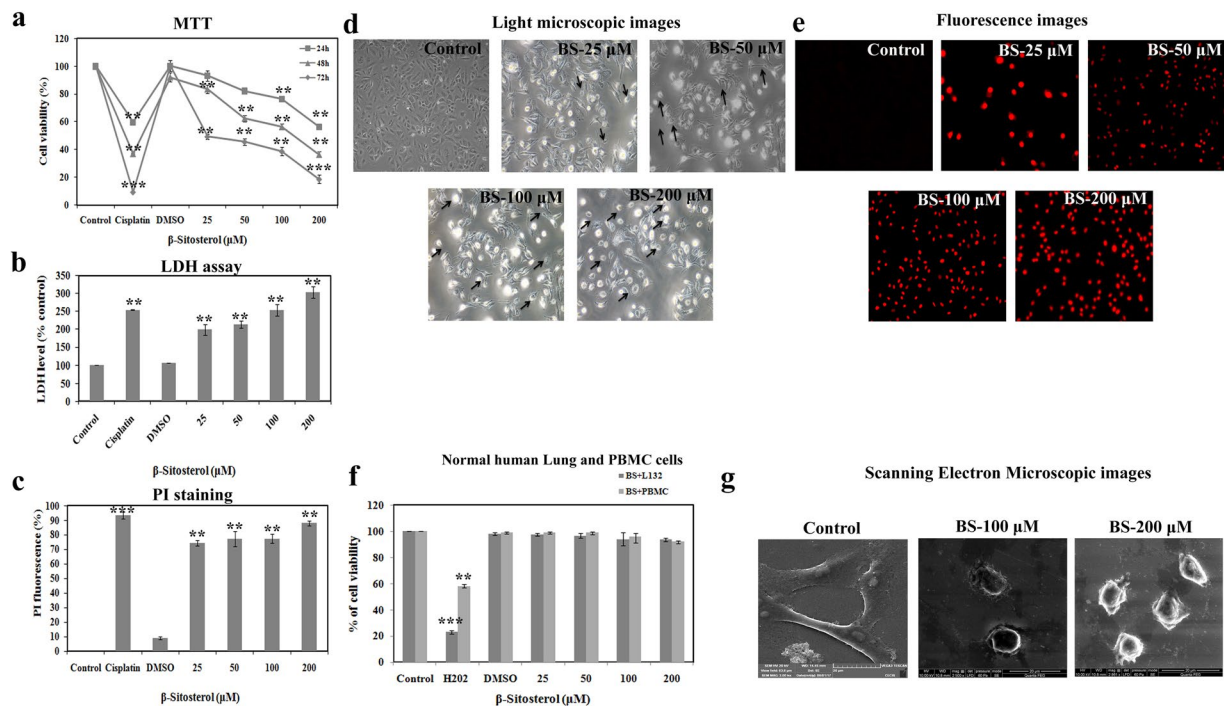 a
MTT
120
100
80
60
40
20
0
Cell viability (%)
24h
48h
72h
**
**
***
**
**
**
**
**
**
**
**
**
***
Control Cisplatin DMSO 25 50 100 200
β-Sitosterol (µM)
b
LDH assay
350
300
250
200
150
100
50
0
LDH level (% control)
**
**
**
**
**
Control Cisplatin DMSO 25 50 100 200
β-Sitosterol (µM)
c
PI staining
100
90
80
70
60
50
40
30
20
10
0
PI fluorescence (%)
***
**
**
**
**
Control Cisplatin DMSO 25 50 100 200
β-Sitosterol (µM)
d
Light microscopic images
Control
BS-25 µM
BS-50 µM
BS-100 µM
BS-200 µM
e
Fluorescence images
Control
BS-25 µM
BS-50 µM
BS-100 µM
BS-200 µM
f
Normal human Lung and PBMC cells
BS+L132
BS+PBMC
120
100
80
60
40
20
0
% of cell viability
***
**
Control H202 DMSO 25 50 100 200
β-Sitosterol (µM)
g
Scanning Electron Microscopic images
Control
BS-100 µM
BS-200 µM